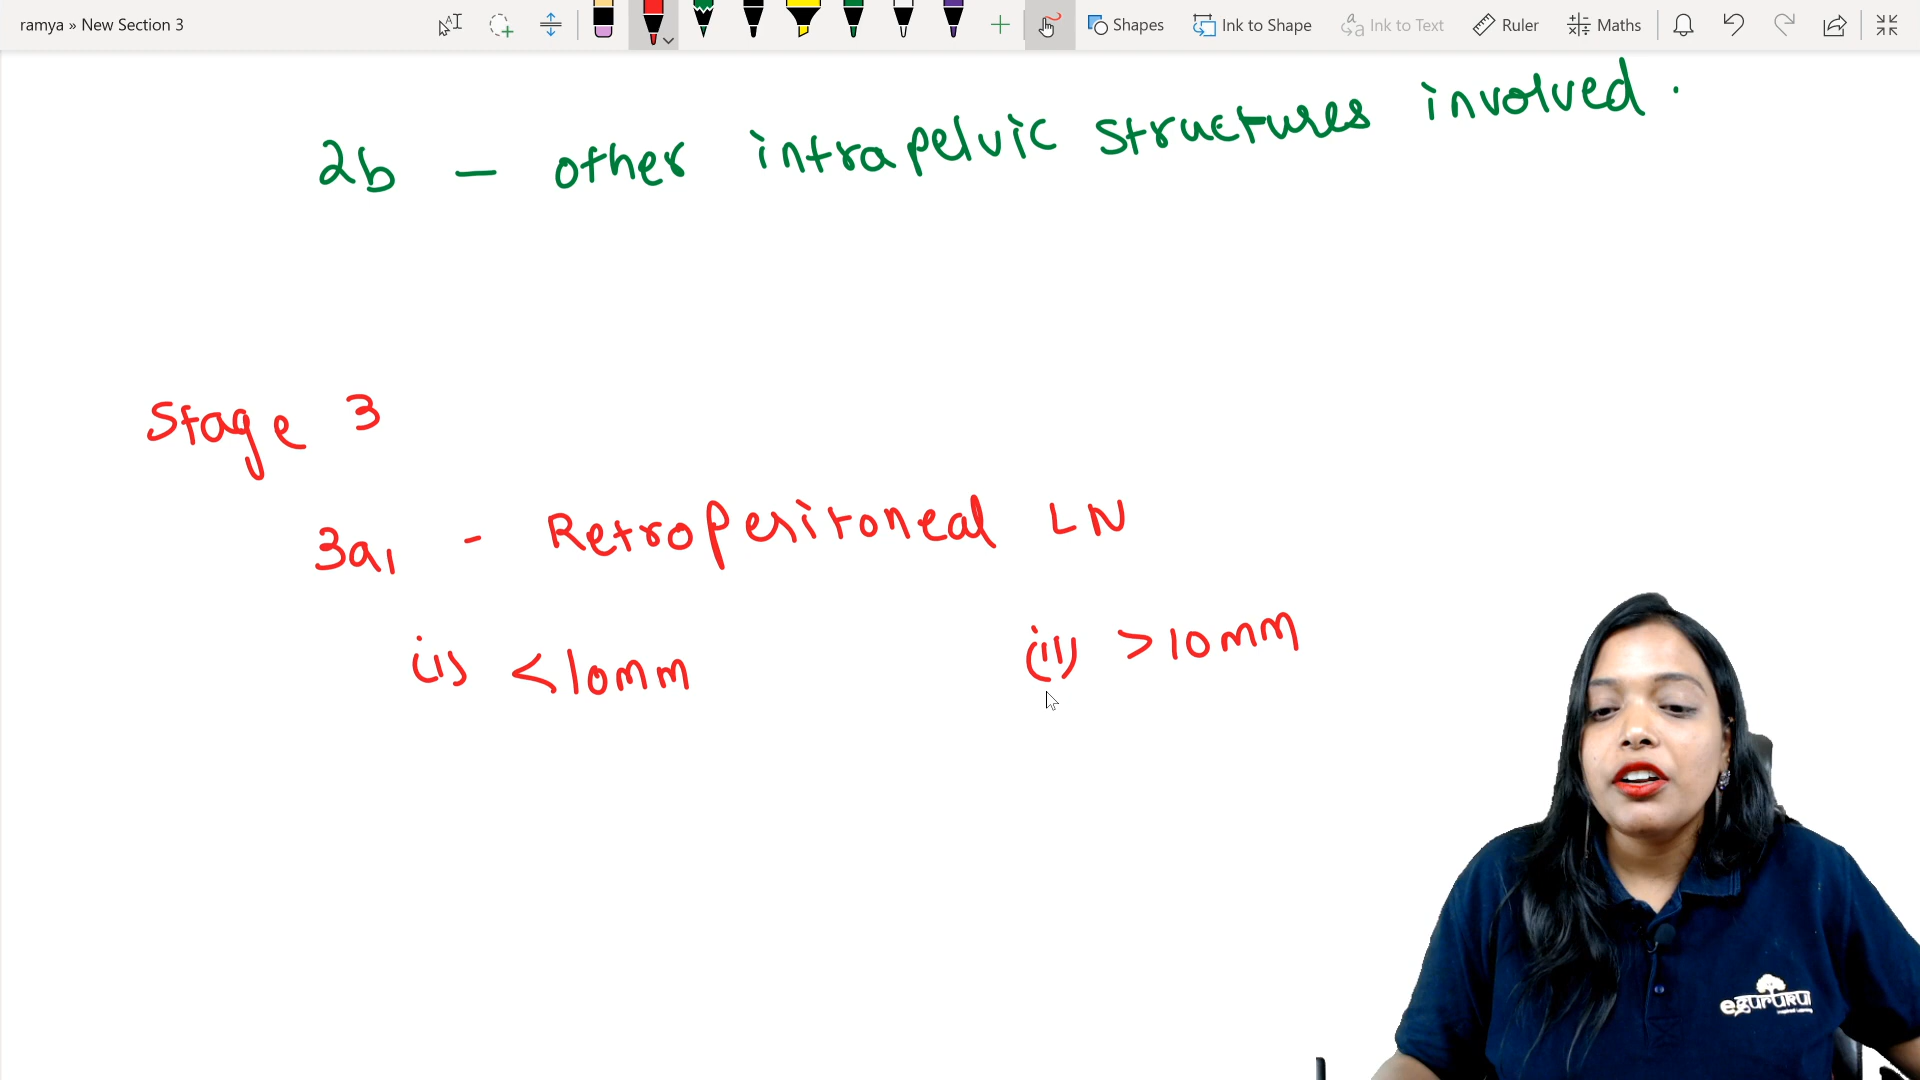 ramya » New Section 3
Shapes
Ink to Shape
Ink to Text
Ruler
Maths
2b - other intrapelvic structures involved.
Stage 3
3a1 - Retroperitoneal LN
(i) <10mm
(ii) >10mm
egurukul